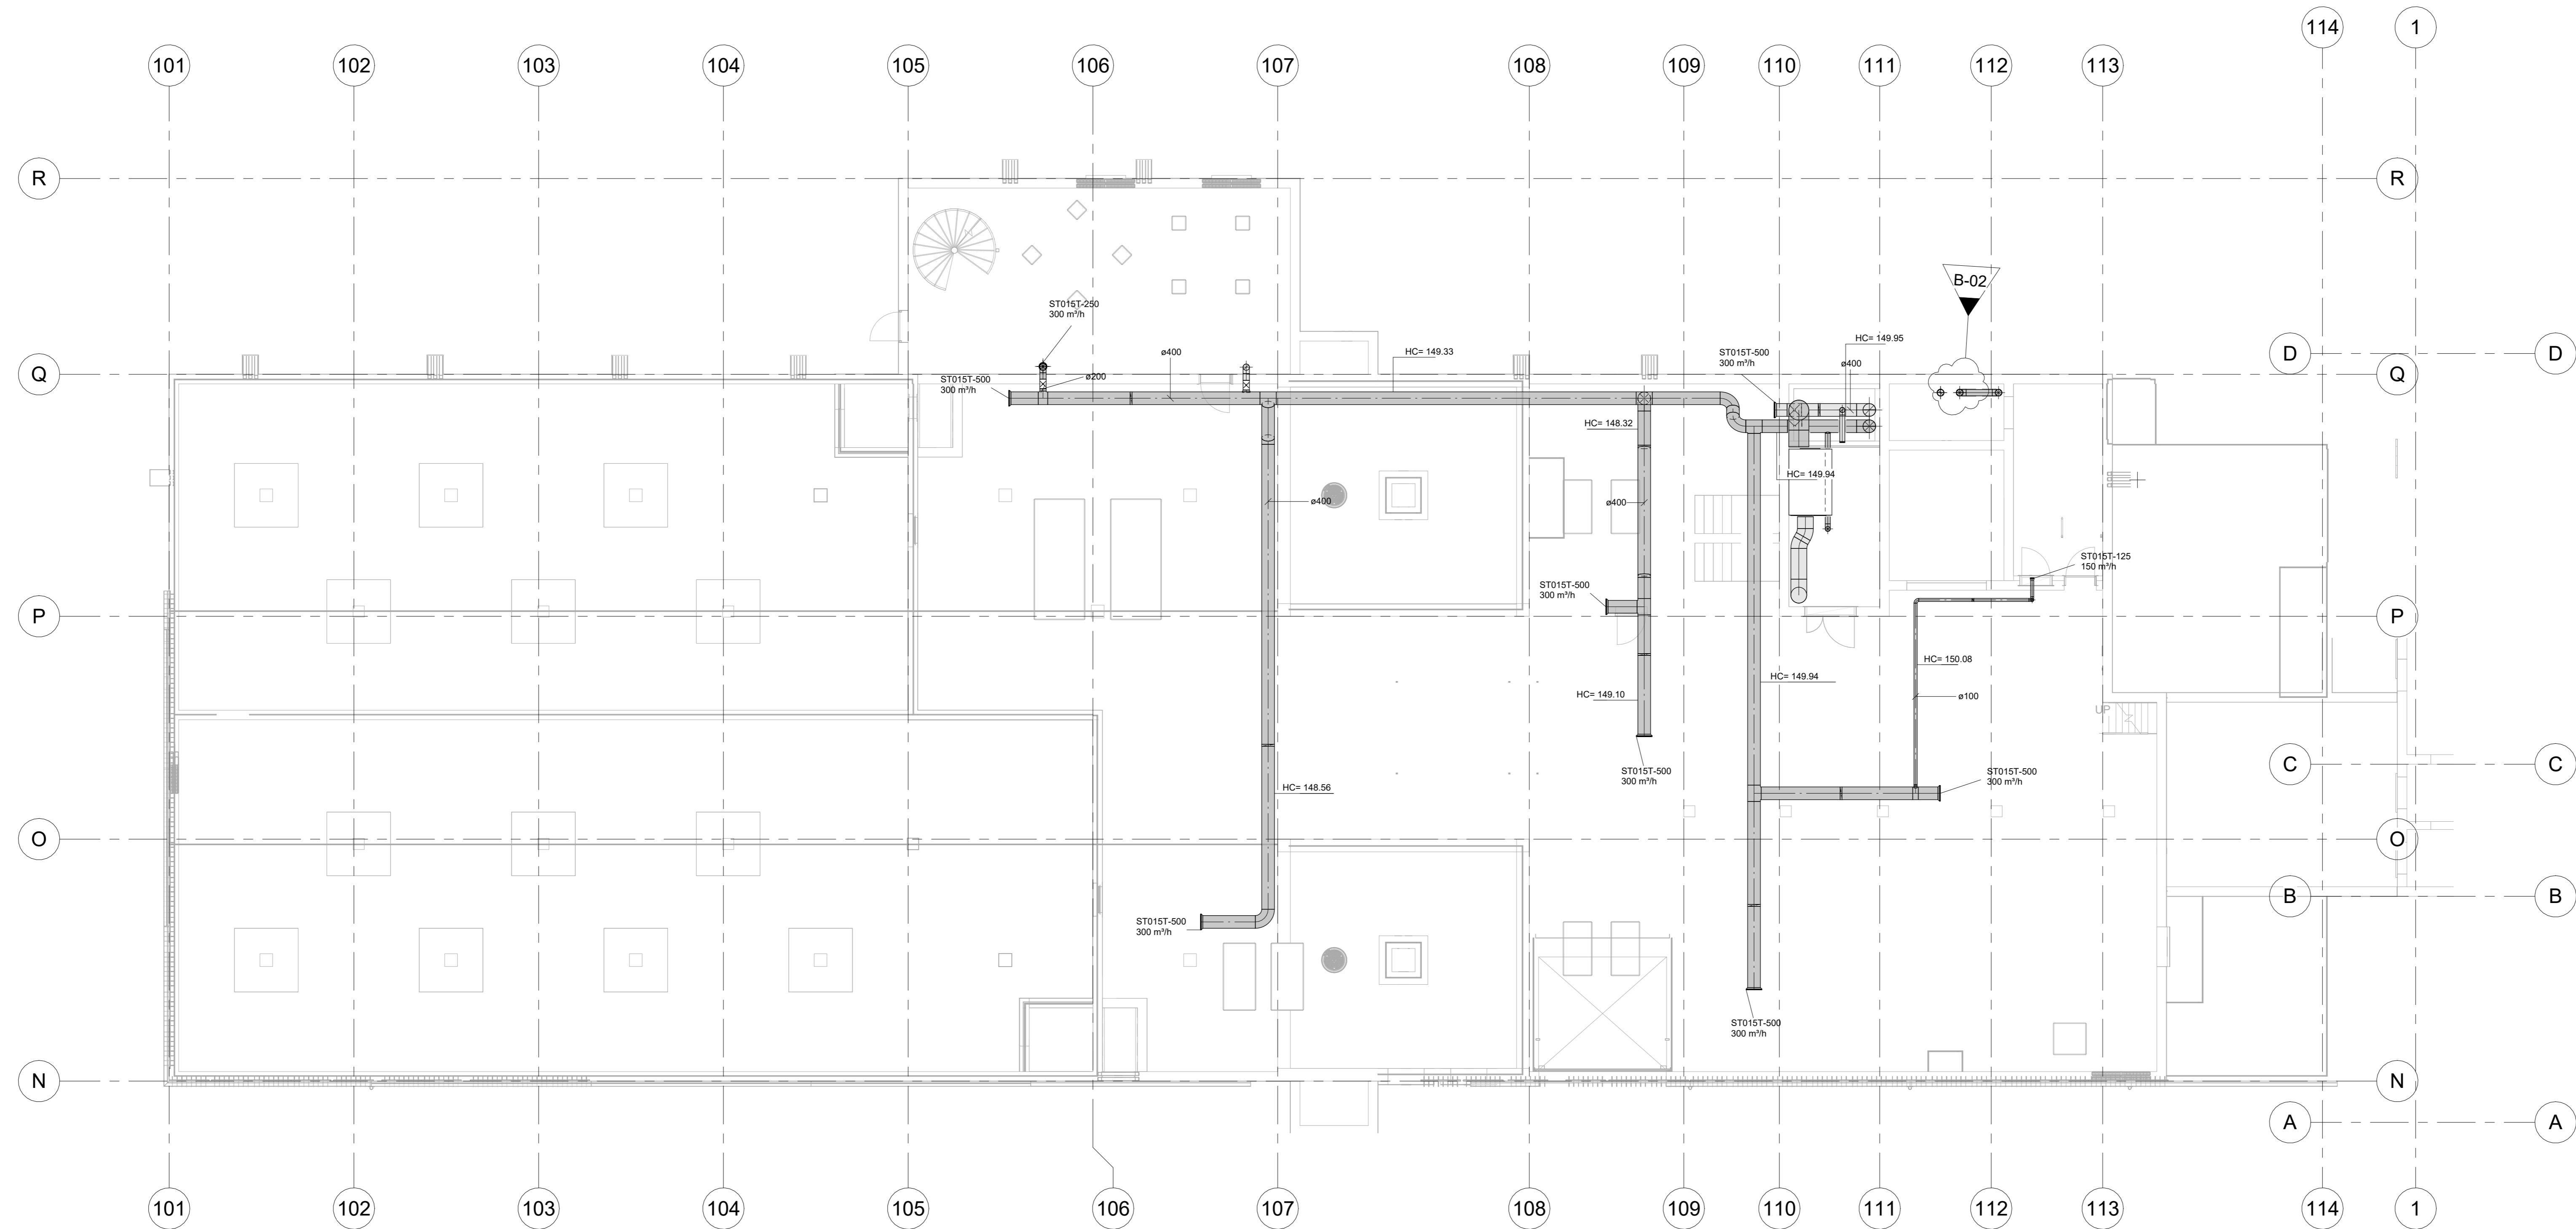 114
1
101
102
103
104
105
106
107
108
109
110
111
112
113
R
R
B-02
ST015T-250
300 m³/h
HC= 149.95
HC= 149.33
ø400
ST015T-500
300 m³/h
D
D
ø400
Q
Q
ø200
ST015T-500
300 m³/h
HC= 148.32
HC= 149.94
ø400
ø400
ST015T-125
150 m³/h
ST015T-500
300 m³/h
P
P
HC= 150.08
HC= 149.94
HC= 149.10
ø100
UP
C
C
ST015T-500
300 m³/h
ST015T-500
300 m³/h
HC= 148.56
O
O
B
B
ST015T-500
300 m³/h
ST015T-500
300 m³/h
N
N
A
A
101
102
103
104
105
106
107
108
109
110
111
112
113
114
1